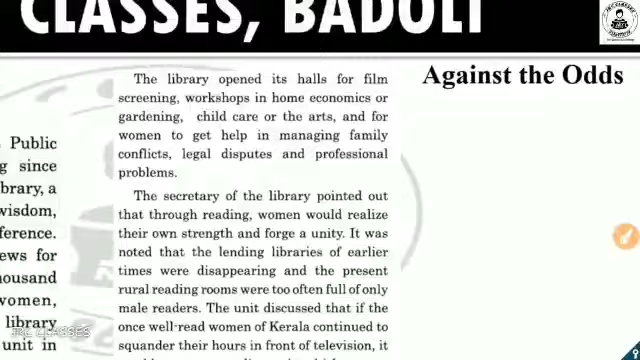 CLASSES, BADOLI
Against the Odds
Public
g since
brary, a
wisdom,
ference.
ews for
housand
women,
library
unit in
The library opened its halls for film
screening, workshops in home economics or
gardening, child care or the arts, and for
women to get help in managing family
conflicts, legal disputes and professional
problems.
The secretary of the library pointed out
that through reading, women would realize
their own strength and forge a unity. It was
noted that the lending libraries of earlier
times were disappearing and the present
rural reading rooms were too often full of only
male readers. The unit discussed that if the
once well-read women of Kerala continued to
squander their hours in front of television, it